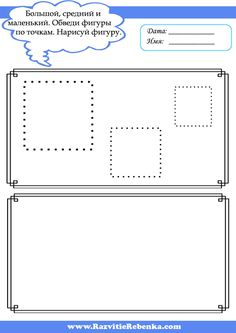 Большой, средний и
маленький. Обведи фигуры
по точкам. Нарисуй фигуру.
Дата:
Имя:
www.RazvitieRebenka.com